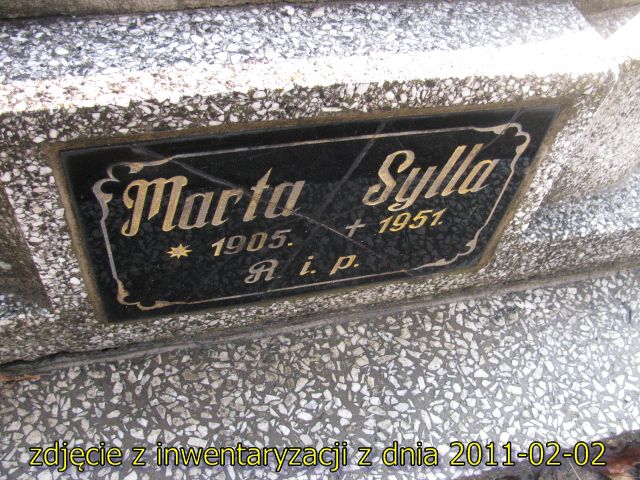 Marta Sylla
* 1905. + 1951.
R. i. p.
zdjęcie z inwentaryzacji z dnia 2011-02-02